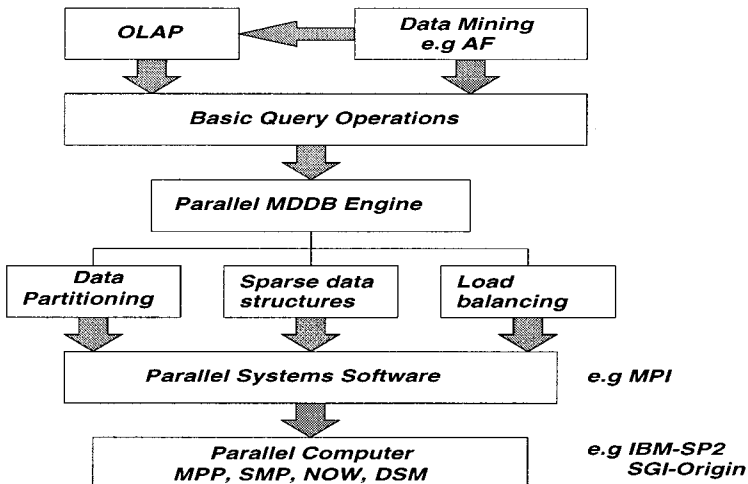 OLAP
Data Mining
e.g AF
Basic Query Operations
Parallel MDDB Engine
Data
Partitioning
Sparse data
structures
Load
balancing
Parallel Systems Software
e.g MPI
Parallel Computer
MPP, SMP, NOW, DSM
e.g IBM-SP2
SGI-Origin